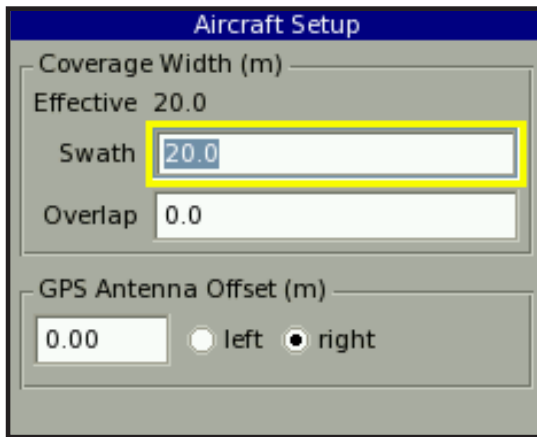 Aircraft Setup
Coverage Width (m)
Effective 20.0
Swath 20.0
Overlap 0.0
GPS Antenna Offset (m)
0.00 left right